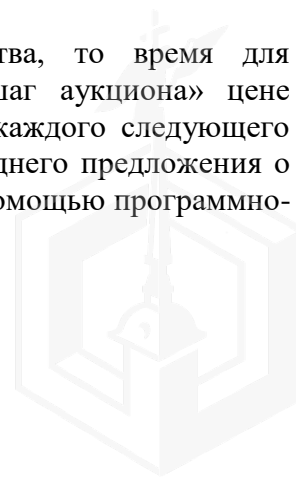 тва, то время для
шаг аукциона» цене
каждого следующего
днего предложения о
омощью программно-